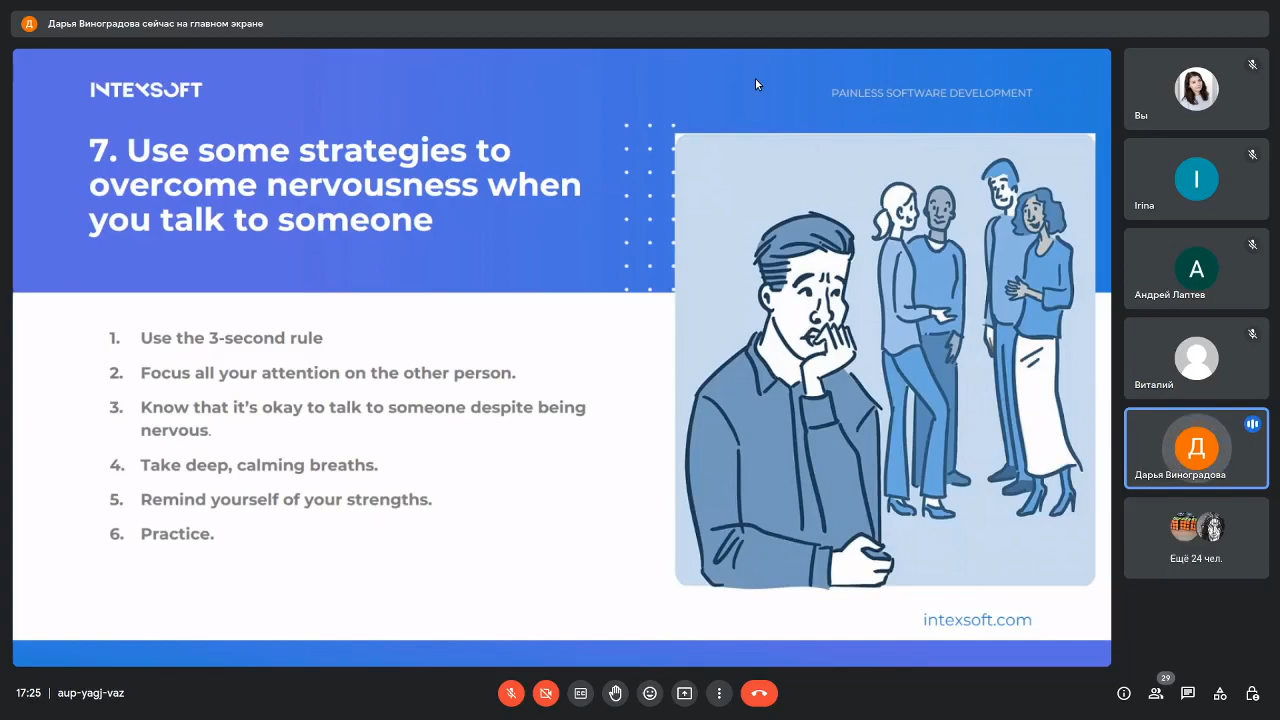 Д
Дарья Виноградова сейчас на главном экране
INTEXSOFT
PAINLESS SOFTWARE DEVELOPMENT
7. Use some strategies to
overcome nervousness when
you talk to someone
1. Use the 3-second rule
2. Focus all your attention on the other person.
3. Know that it’s okay to talk to someone despite being
nervous.
4. Take deep, calming breaths.
5. Remind yourself of your strengths.
6. Practice.
intexsoft.com
Вы
I
Irina
А
Андрей Лаптев
Виталий
Д
Дарья Виноградова
Ещё 24 чел.
17:25 | aup-yagj-vaz
CC
29